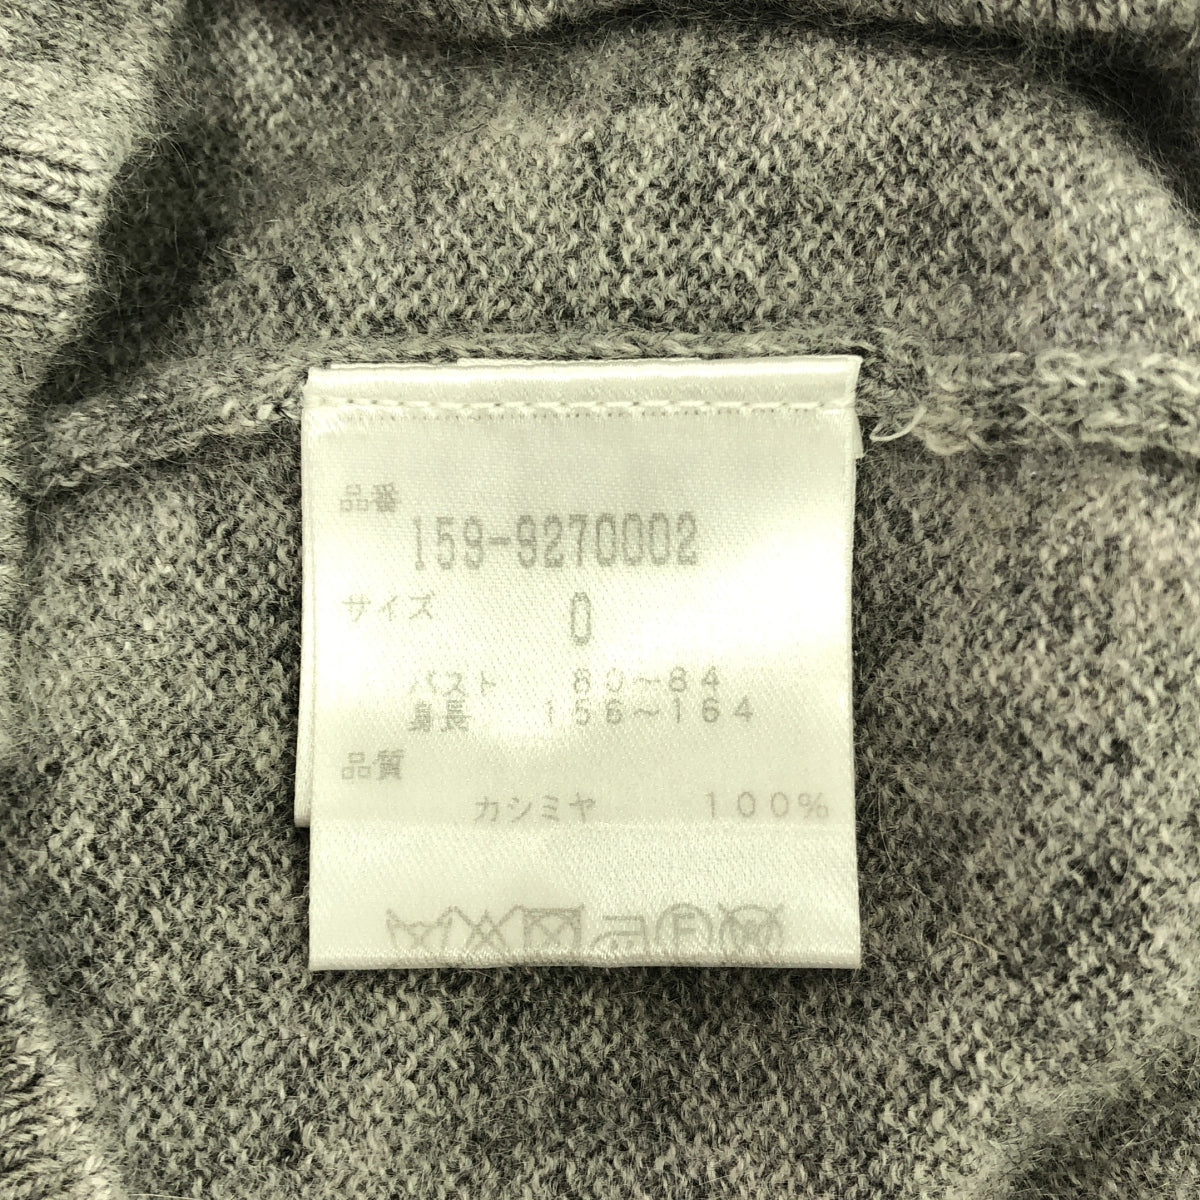 品番
159-9270002
サイズ 0
バスト 80〜84
身長 156〜164
品質
カシミヤ 100%
F